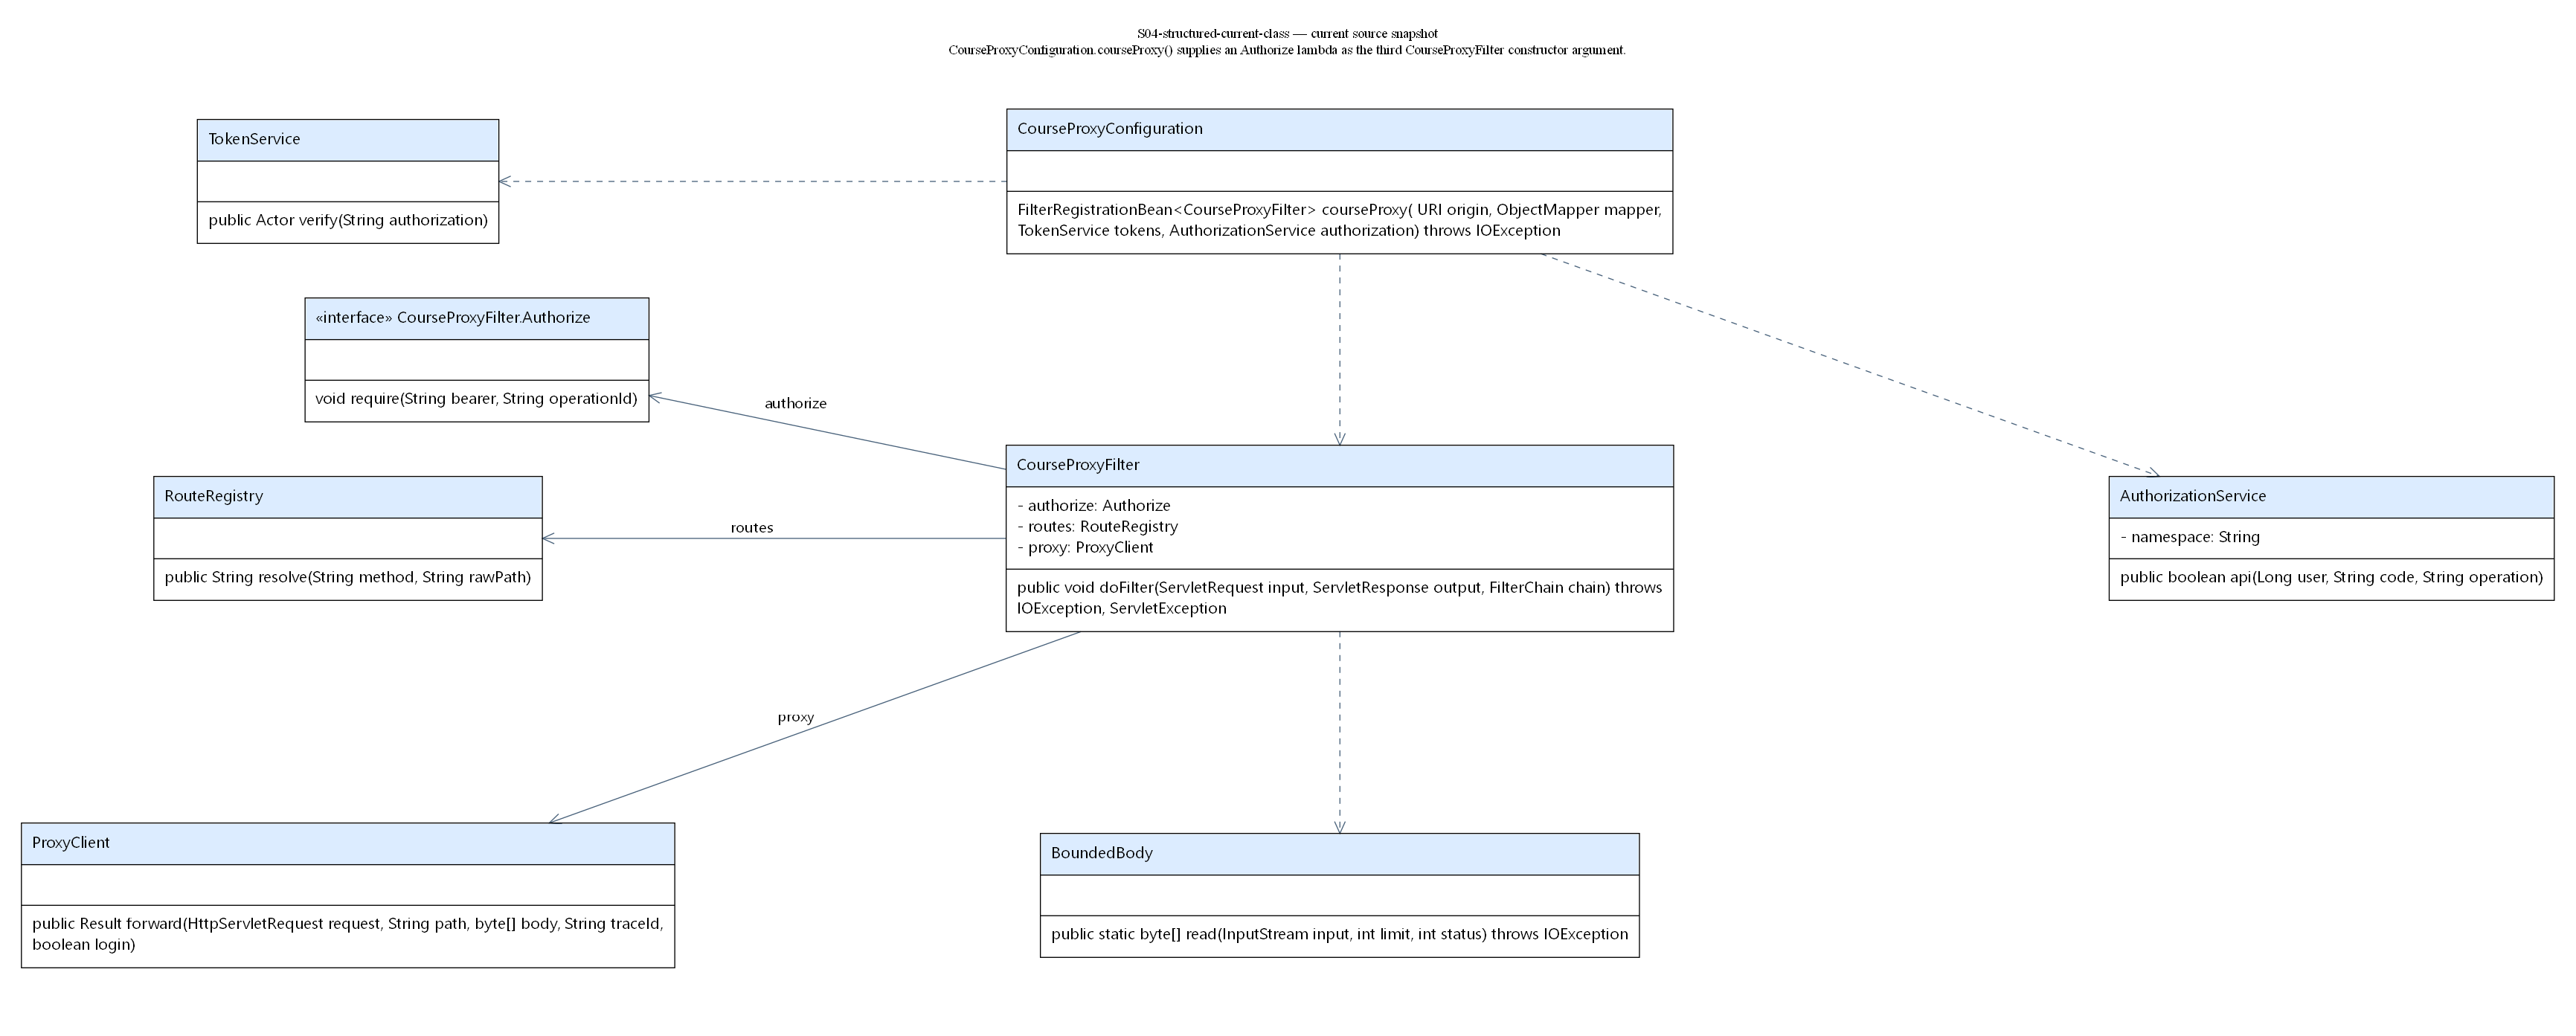 S04-structured-current-class — current source snapshot
CourseProxyConfiguration.courseProxy() supplies an Authorize lambda as the third CourseProxyFilter constructor argument.
TokenService
public Actor verify(String authorization)
CourseProxyConfiguration
FilterRegistrationBean<CourseProxyFilter> courseProxy( URI origin, ObjectMapper mapper,
TokenService tokens, AuthorizationService authorization) throws IOException
«interface» CourseProxyFilter.Authorize
void require(String bearer, String operationId)
authorize
RouteRegistry
public String resolve(String method, String rawPath)
routes
CourseProxyFilter
- authorize: Authorize
- routes: RouteRegistry
- proxy: ProxyClient
public void doFilter(ServletRequest input, ServletResponse output, FilterChain chain) throws
IOException, ServletException
AuthorizationService
- namespace: String
public boolean api(Long user, String code, String operation)
proxy
ProxyClient
public Result forward(HttpServletRequest request, String path, byte[] body, String traceId,
boolean login)
BoundedBody
public static byte[] read(InputStream input, int limit, int status) throws IOException